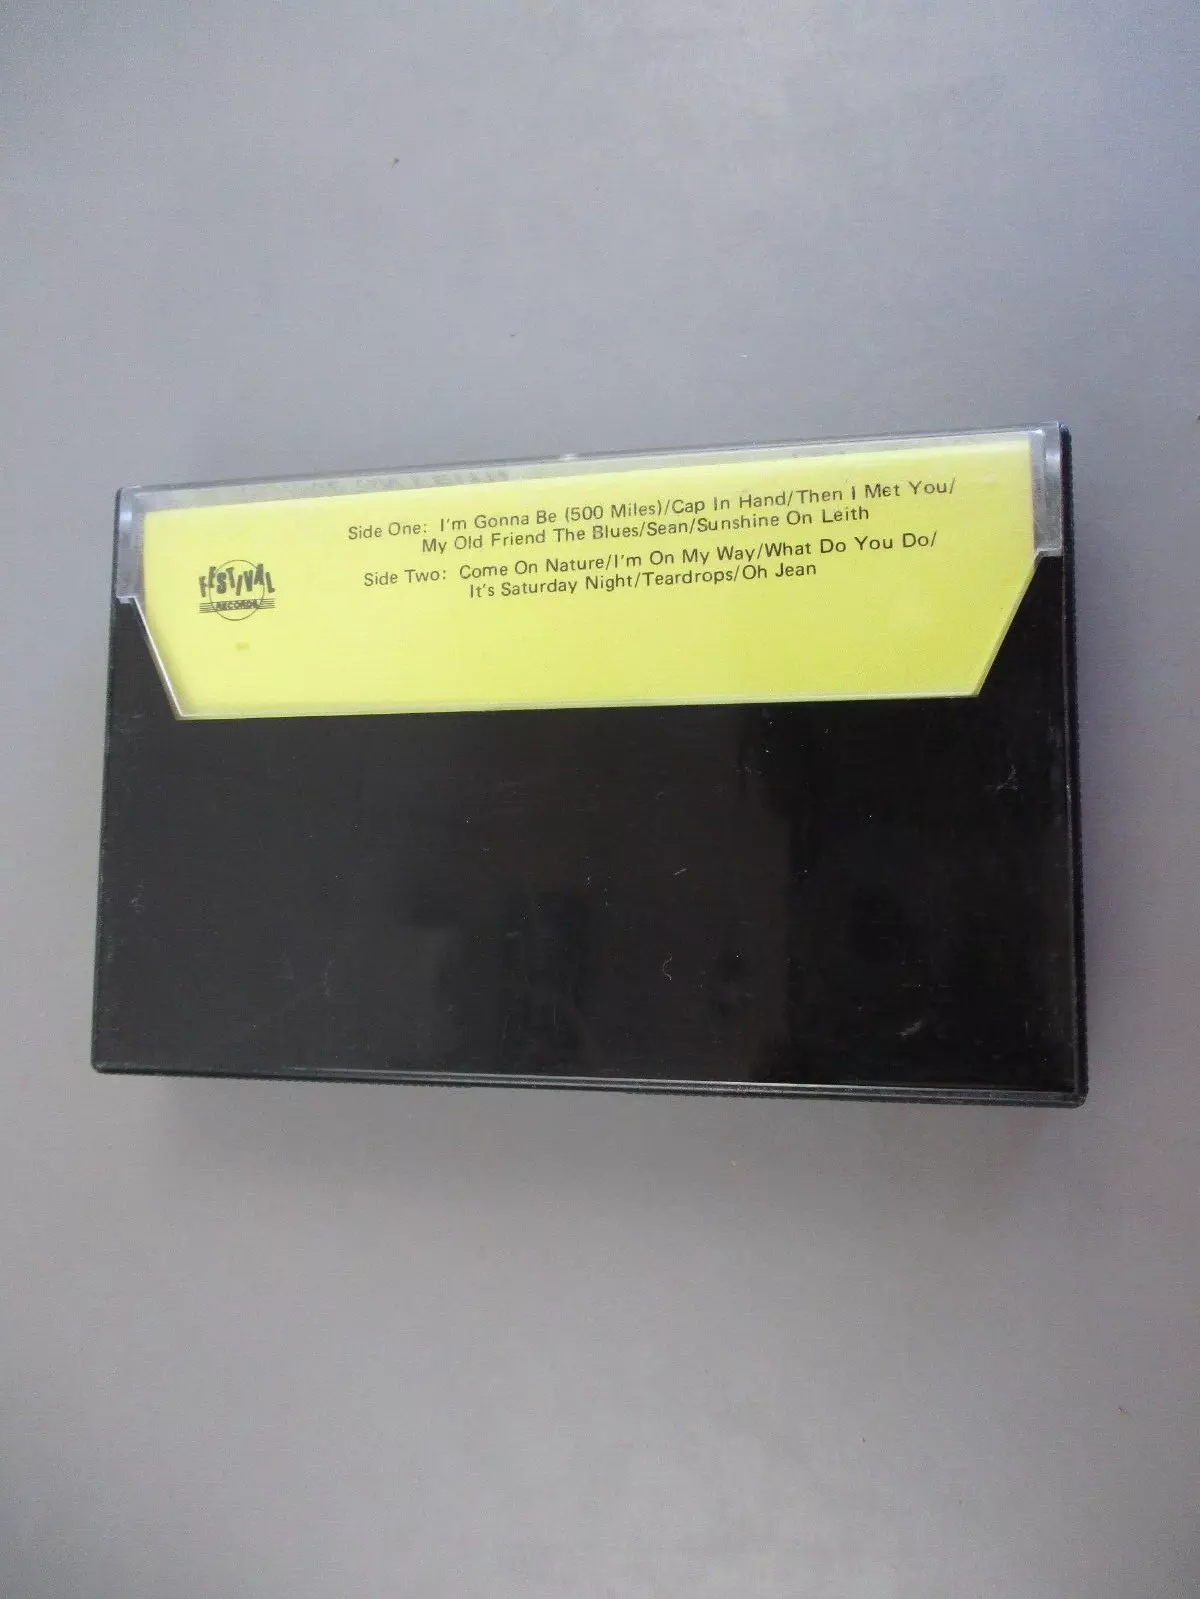 Side One: I'm Gonna Be (500 Miles)/Cap In Hand/Then I Met You/
My Old Friend The Blues/Sean/Sunshine On Leith
Side Two: Come On Nature/I'm On My Way/What Do You Do/
It's Saturday Night/Teardrops/Oh Jean
FESTIVAL
RECORDS